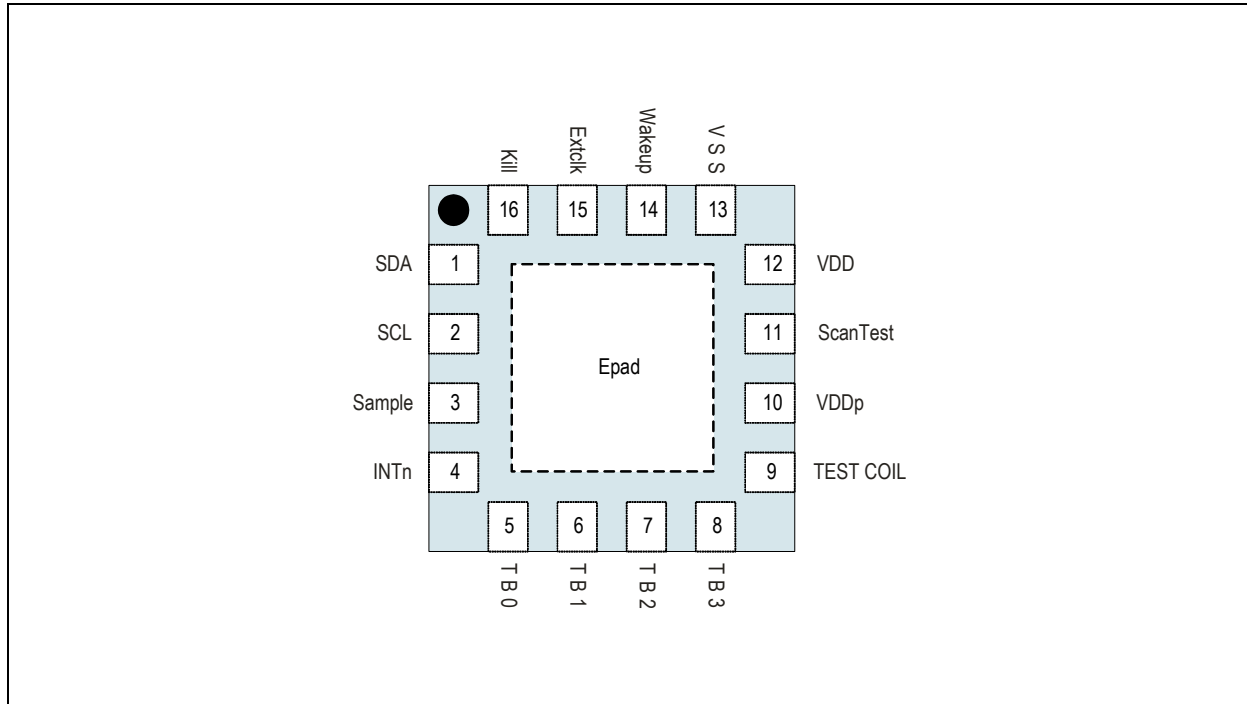 Kill
Extclk
Wakeup
V S S
16
15
14
13
SDA 1
12 VDD
SCL 2
11 ScanTest
Epad
Sample 3
10 VDDp
INTn 4
9 TEST COIL
5
6
7
8
T B 0
T B 1
T B 2
T B 3